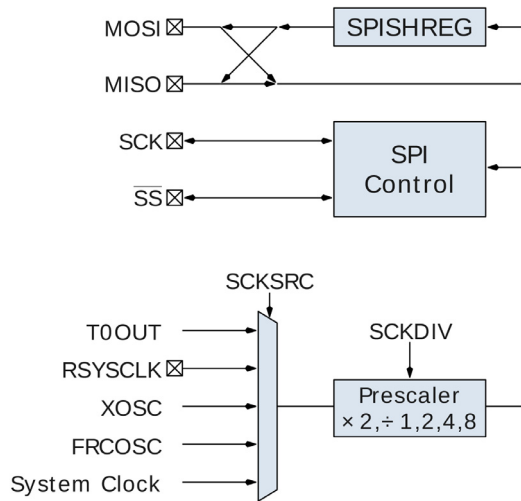 MOSI
SPISHREG
MISO
SCK
SPI
Control
SS
SCKSRC
T0OUT
SCKDIV
RSYSCLK
Prescaler
× 2,÷ 1,2,4,8
XOSC
FRCOSC
System Clock